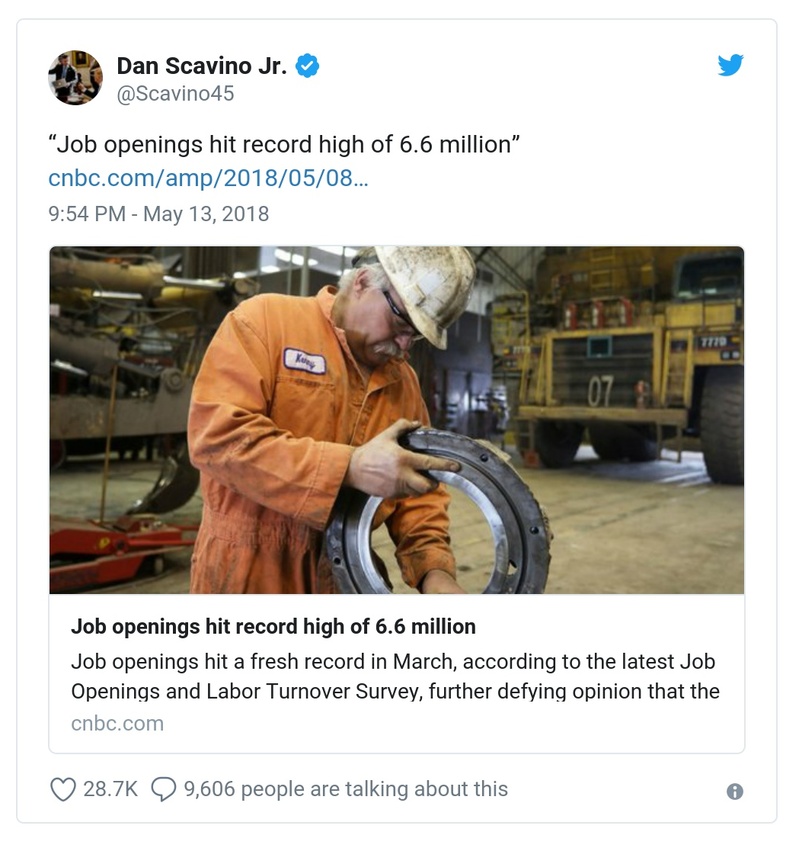 Dan Scavino Jr.
@Scavino45
“Job openings hit record high of 6.6 million”
cnbc.com/amp/2018/05/08…
9:54 PM - May 13, 2018
777D
07
Job openings hit record high of 6.6 million
Job openings hit a fresh record in March, according to the latest Job
Openings and Labor Turnover Survey, further defying opinion that the
cnbc.com
28.7K 9,606 people are talking about this